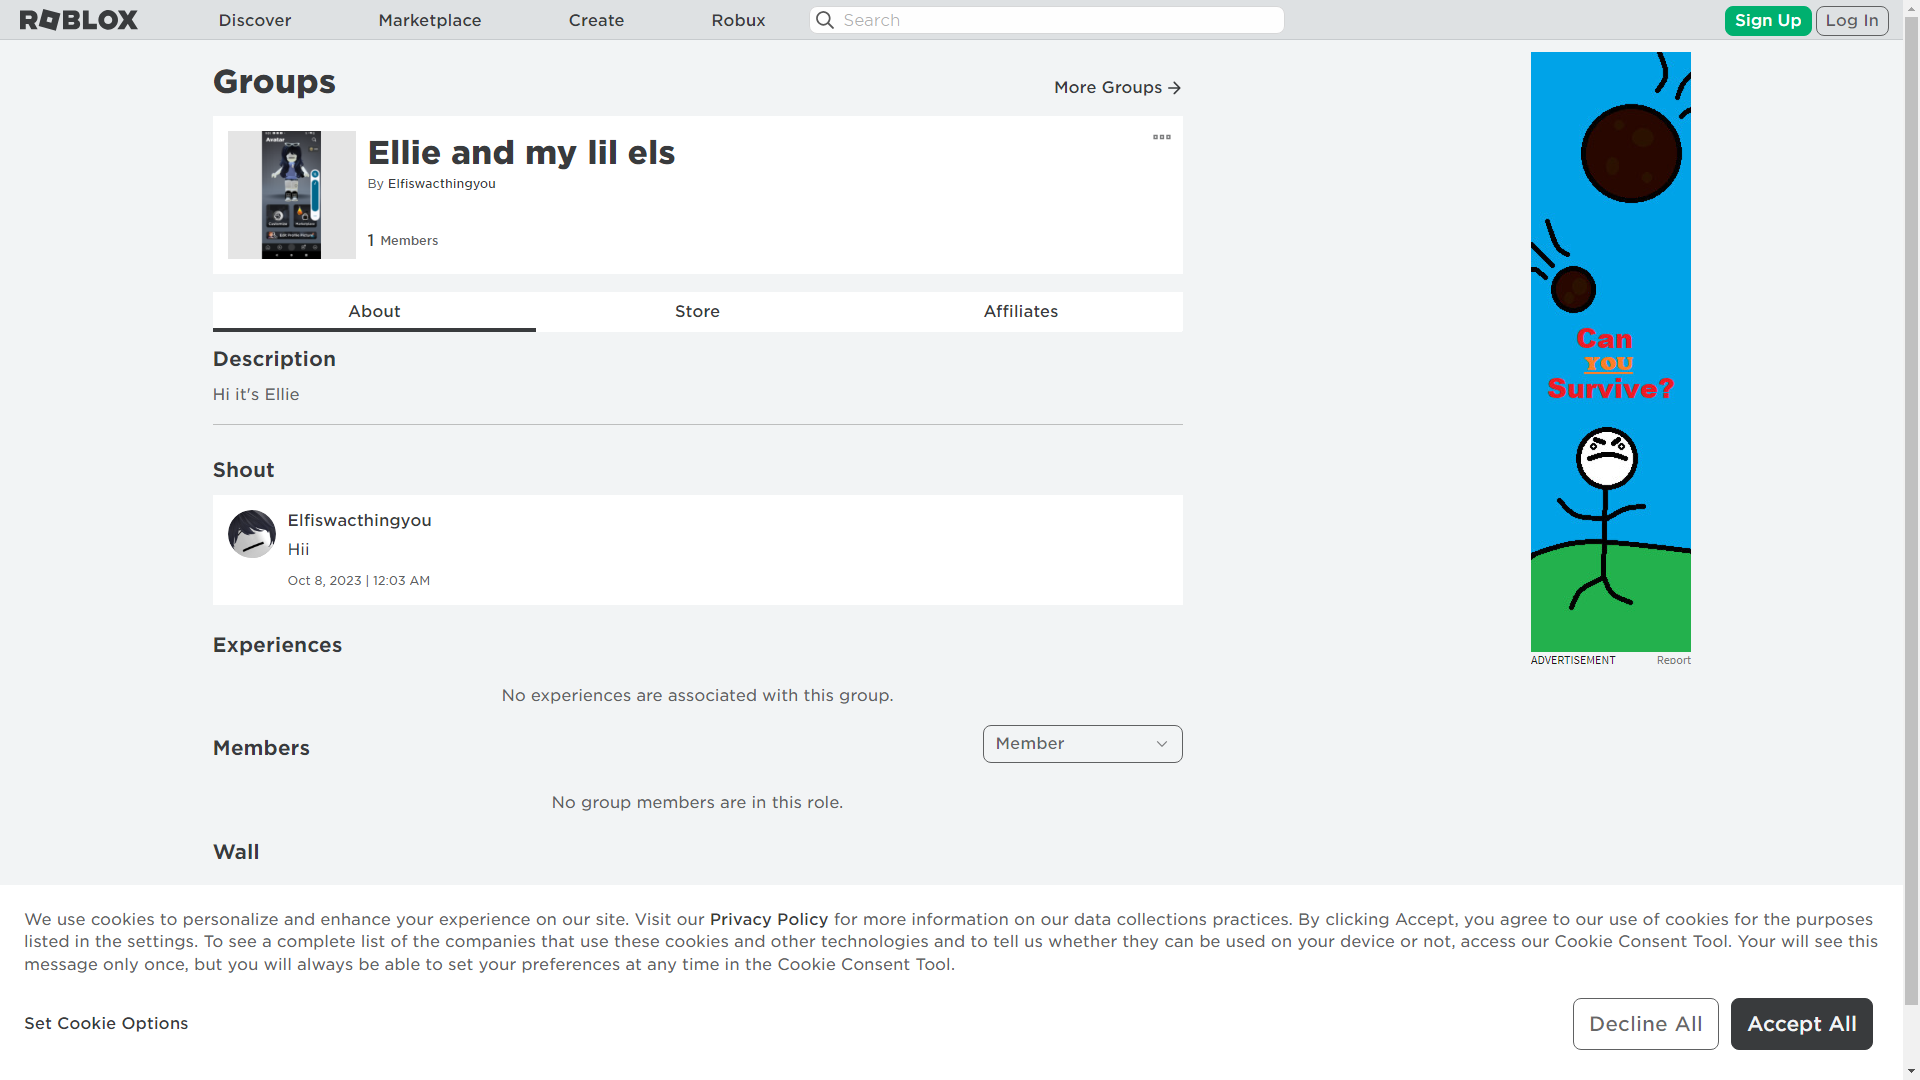 ROBLOX Discover Marketplace Create Robux Search Sign Up Log In
Groups
More Groups
Avatar
Ellie and my lil els
By Elfiswacthingyou
1 Members
About Store Affiliates
Description
Hi it's Ellie
Shout
Elfiswacthingyou
Hii
Oct 8, 2023 | 12:03 AM
Experiences
No experiences are associated with this group.
Members
Member
No group members are in this role.
Wall
Can
YOU
Survive?
ADVERTISEMENT Report
We use cookies to personalize and enhance your experience on our site. Visit our Privacy Policy for more information on our data collections practices. By clicking Accept, you agree to our use of cookies for the purposes
listed in the settings. To see a complete list of the companies that use these cookies and other technologies and to tell us whether they can be used on your device or not, access our Cookie Consent Tool. Your will see this
message only once, but you will always be able to set your preferences at any time in the Cookie Consent Tool.
Set Cookie Options
Decline All
Accept All